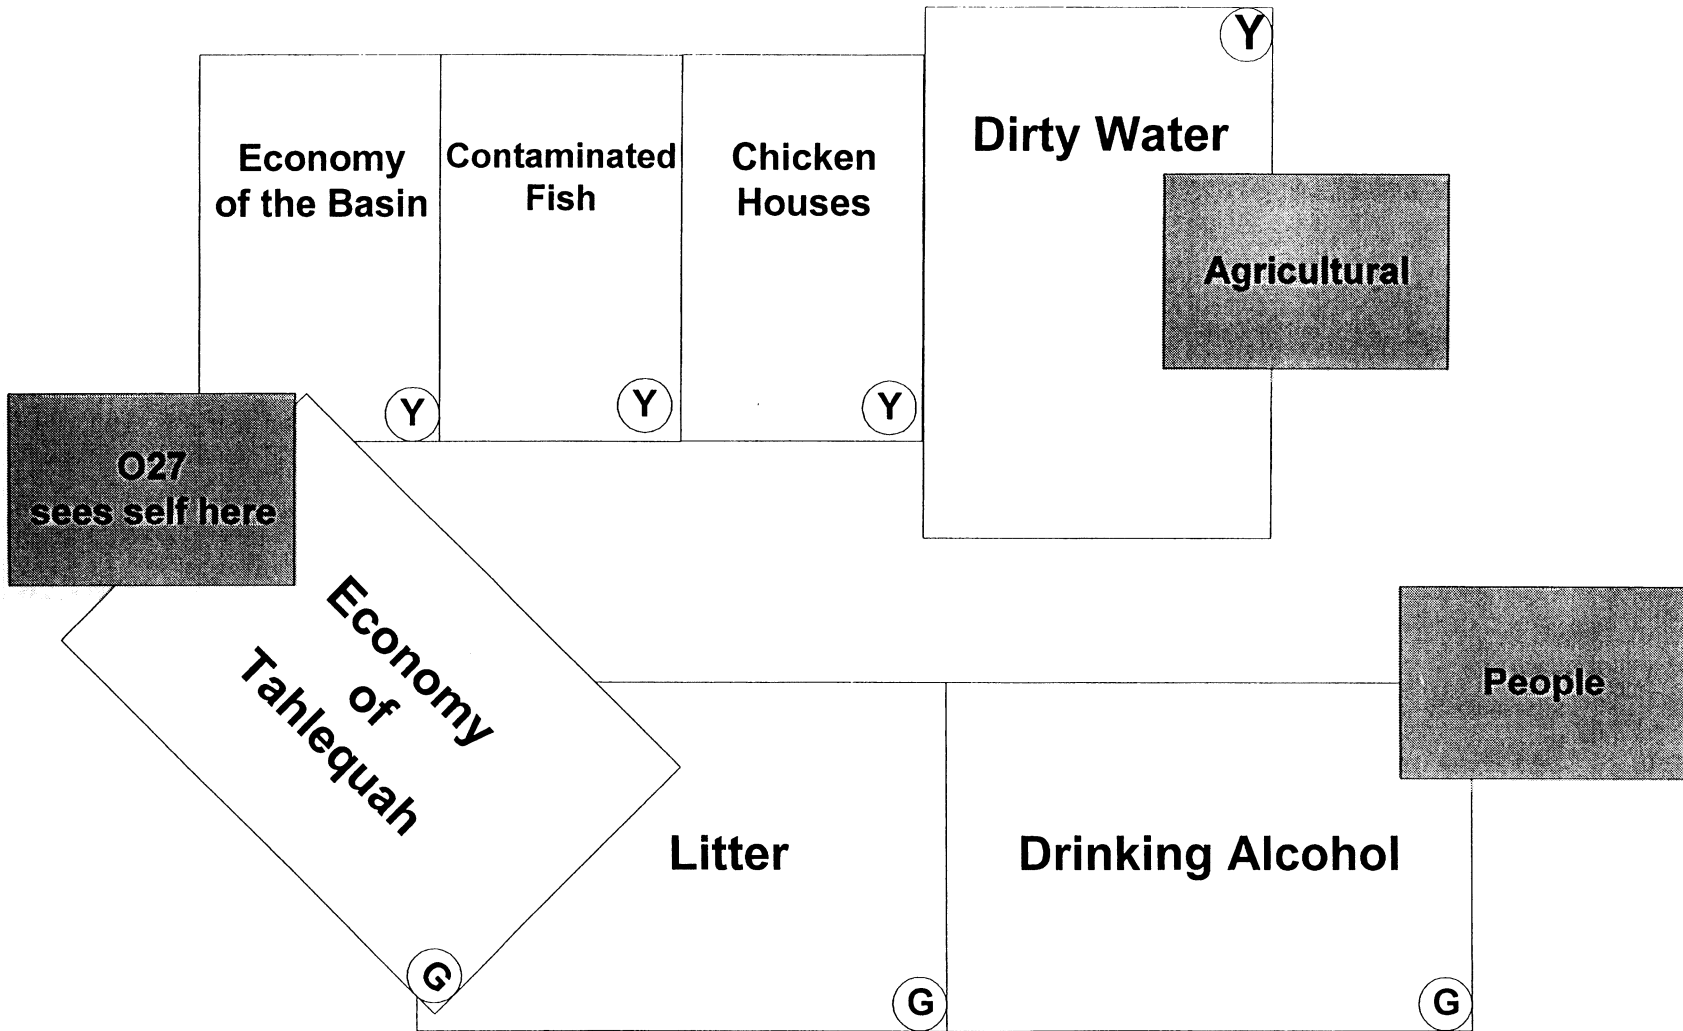 Y
Dirty Water
Economy
of the Basin
Contaminated
Fish
Chicken
Houses
Agricultural
Y
Y
Y
O27
sees self here
Economy
of
Tahlequah
People
Litter
Drinking Alcohol
G
G
G